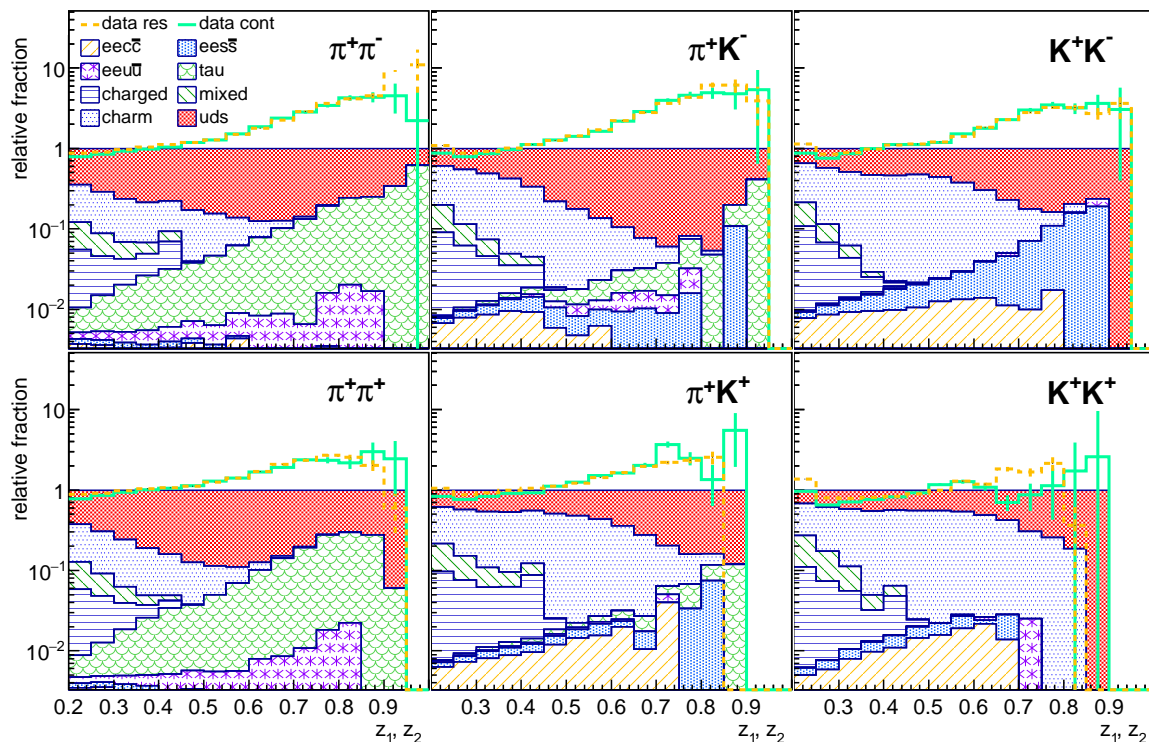 data res data cont
eecc̄ eess̄
eeuū tau
charged mixed
charm uds
π⁺π⁻
π⁺K⁻
K⁺K⁻
relative fraction
10
1
10⁻¹
10⁻²
π⁺π⁺
π⁺K⁺
K⁺K⁺
relative fraction
10
1
10⁻¹
10⁻²
0.2 0.3 0.4 0.5 0.6 0.7 0.8 0.9
0.3 0.4 0.5 0.6 0.7 0.8 0.9
0.3 0.4 0.5 0.6 0.7 0.8 0.9 1
z₁, z₂
z₁, z₂
z₁, z₂